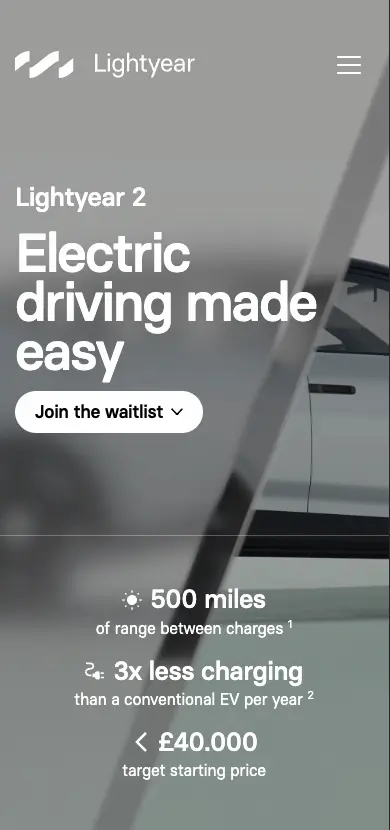 Lightyear
Lightyear 2
Electric
driving made
easy
Join the waitlist
500 miles
of range between charges ¹
3x less charging
than a conventional EV per year ²
< £40.000
target starting price